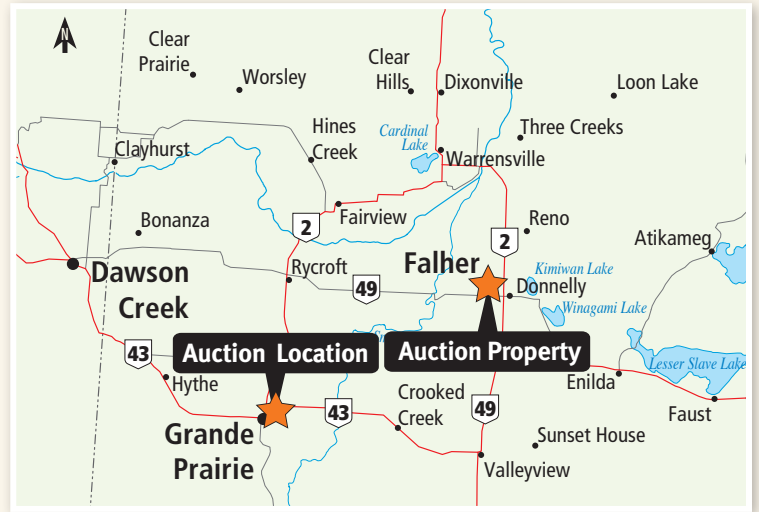 N
Clear
Prairie
Worsley
Clear
Hills
Dixonville
Loon Lake
Three Creeks
Hines
Creek
Cardinal
Lake
Warrensville
Clayhurst
Bonanza
Fairview
2
Reno
2
Atikameg
Dawson
Creek
Rycroft
49
Falher
Kimiwan Lake
Donnelly
Winagami Lake
43
Auction Location
Auction Property
Hythe
Lesser Slave Lake
Enilda
Faust
Crooked
Creek
43
49
Grande
Prairie
Sunset House
Valleyview